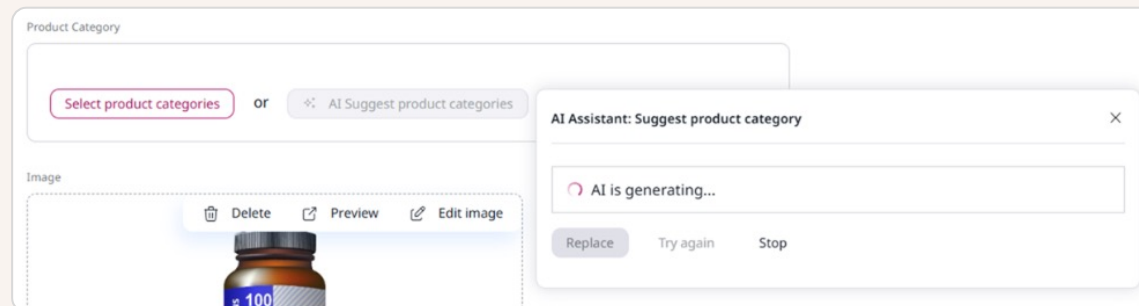 Product Category
Select product categories or AI Suggest product categories
AI Assistant: Suggest product category
AI is generating...
Replace Try again Stop
Image
Delete Preview Edit image
100